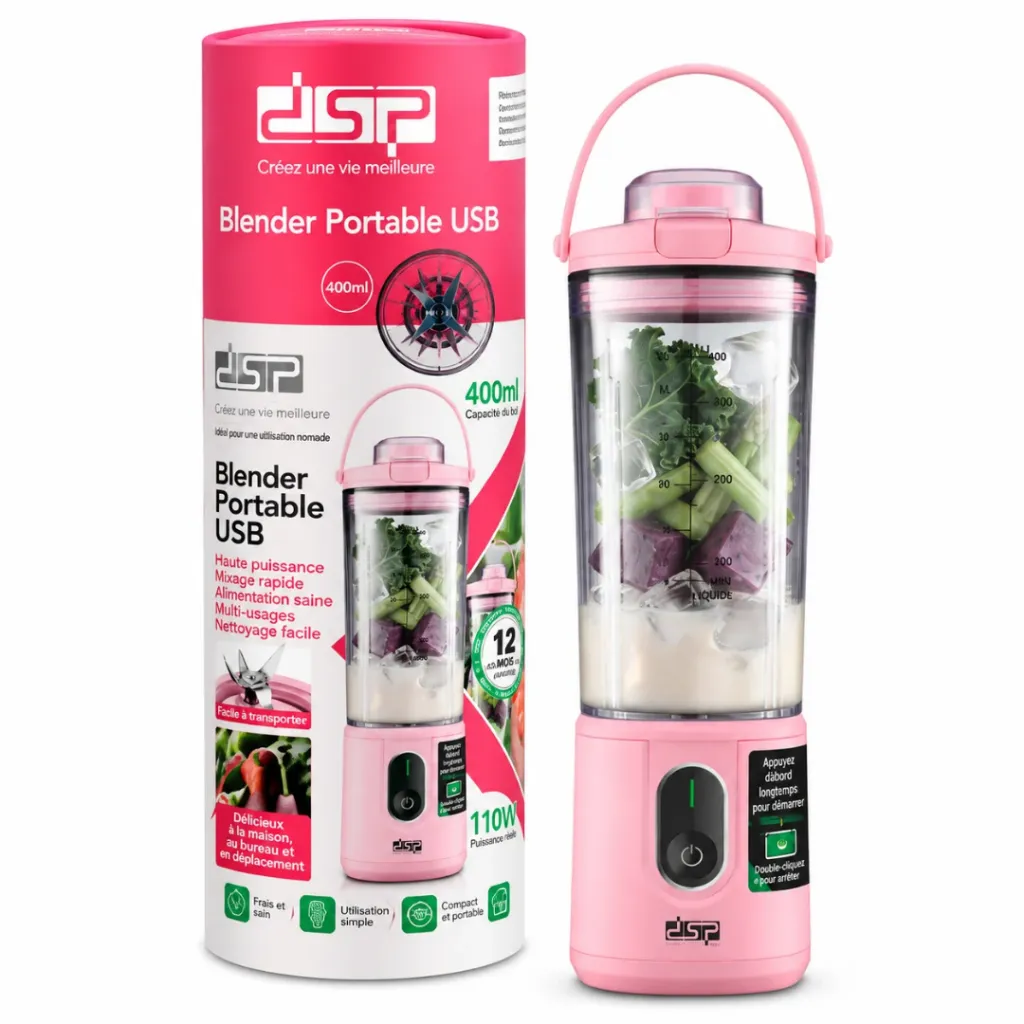 dsp
Créez une vie meilleure
Blender Portable USB
400ml
dsp
Créez une vie meilleure
Idéal pour une utilisation nomade
400ml
Capacité du bol
Blender
Portable
USB
Haute puissance
Mixage rapide
Alimentation saine
Multi-usages
Nettoyage facile
12
MOIS
Facile à transporter
Délicieux
à la maison,
au bureau et
en déplacement
110W
Puissance réelle
dsp
Frais et
sain
Utilisation
simple
Compact
et portable
400
300
200
200
MIN
LIQUIDE
Appuyez
dàbord
longtemps
pour démarrer
Double-cliquez
pour arrêter
dsp